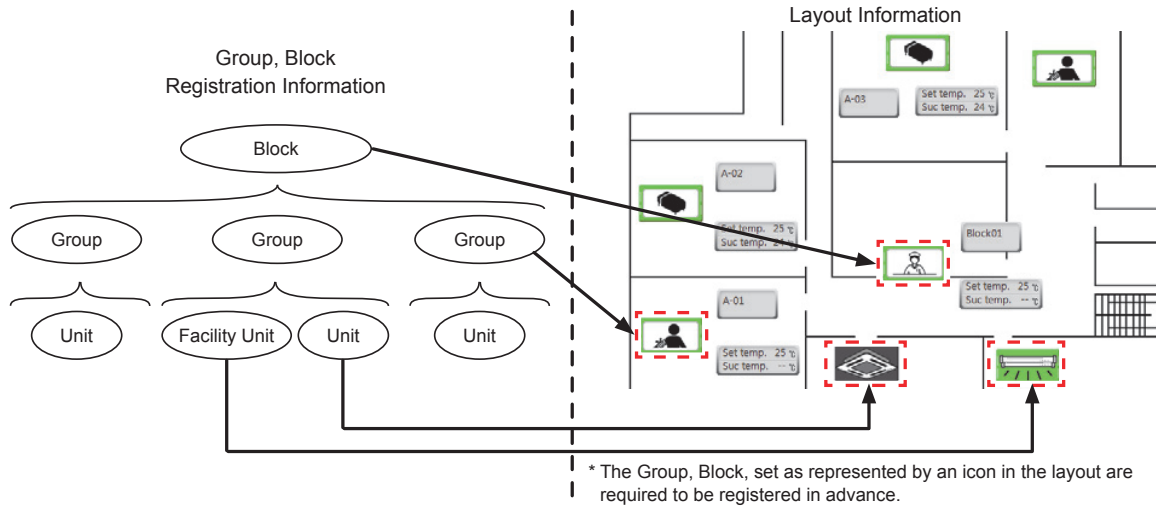 Group, Block
Registration Information
Block
Group
Group
Group
Unit
Facility Unit
Unit
Unit
Layout Information
A-03
Set temp. 25 ℃
Suc temp. 24 ℃
A-02
Set temp. 25 ℃
Suc temp. 24 ℃
Block01
Set temp. 25 ℃
Suc temp. -- ℃
A-01
Set temp. 25 ℃
Suc temp. -- ℃
* The Group, Block, set as represented by an icon in the layout are
required to be registered in advance.